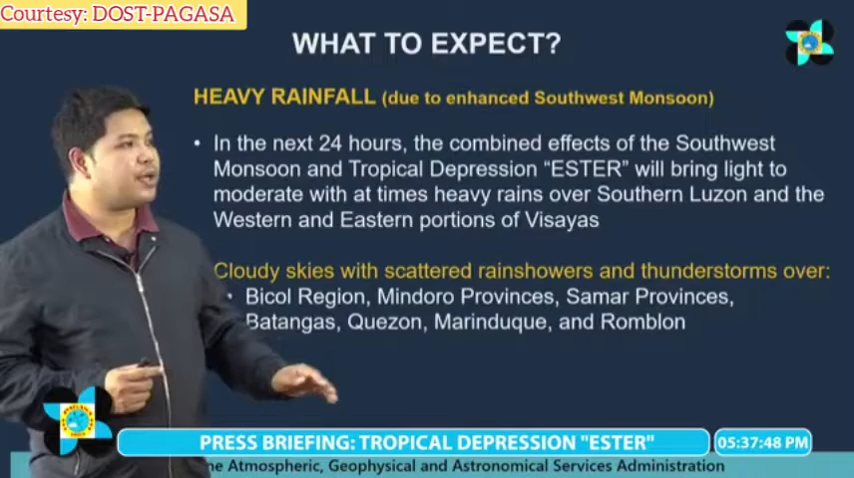 Courtesy: DOST-PAGASA
WHAT TO EXPECT?
HEAVY RAINFALL (due to enhanced Southwest Monsoon)
• In the next 24 hours, the combined effects of the Southwest
Monsoon and Tropical Depression “ESTER” will bring light to
moderate with at times heavy rains over Southern Luzon and the
Western and Eastern portions of Visayas
Cloudy skies with scattered rainshowers and thunderstorms over:
• Bicol Region, Mindoro Provinces, Samar Provinces,
Batangas, Quezon, Marinduque, and Romblon
PRESS BRIEFING: TROPICAL DEPRESSION "ESTER"
05:37:48 PM
ne Atmospheric, Geophysical and Astronomical Services Administration